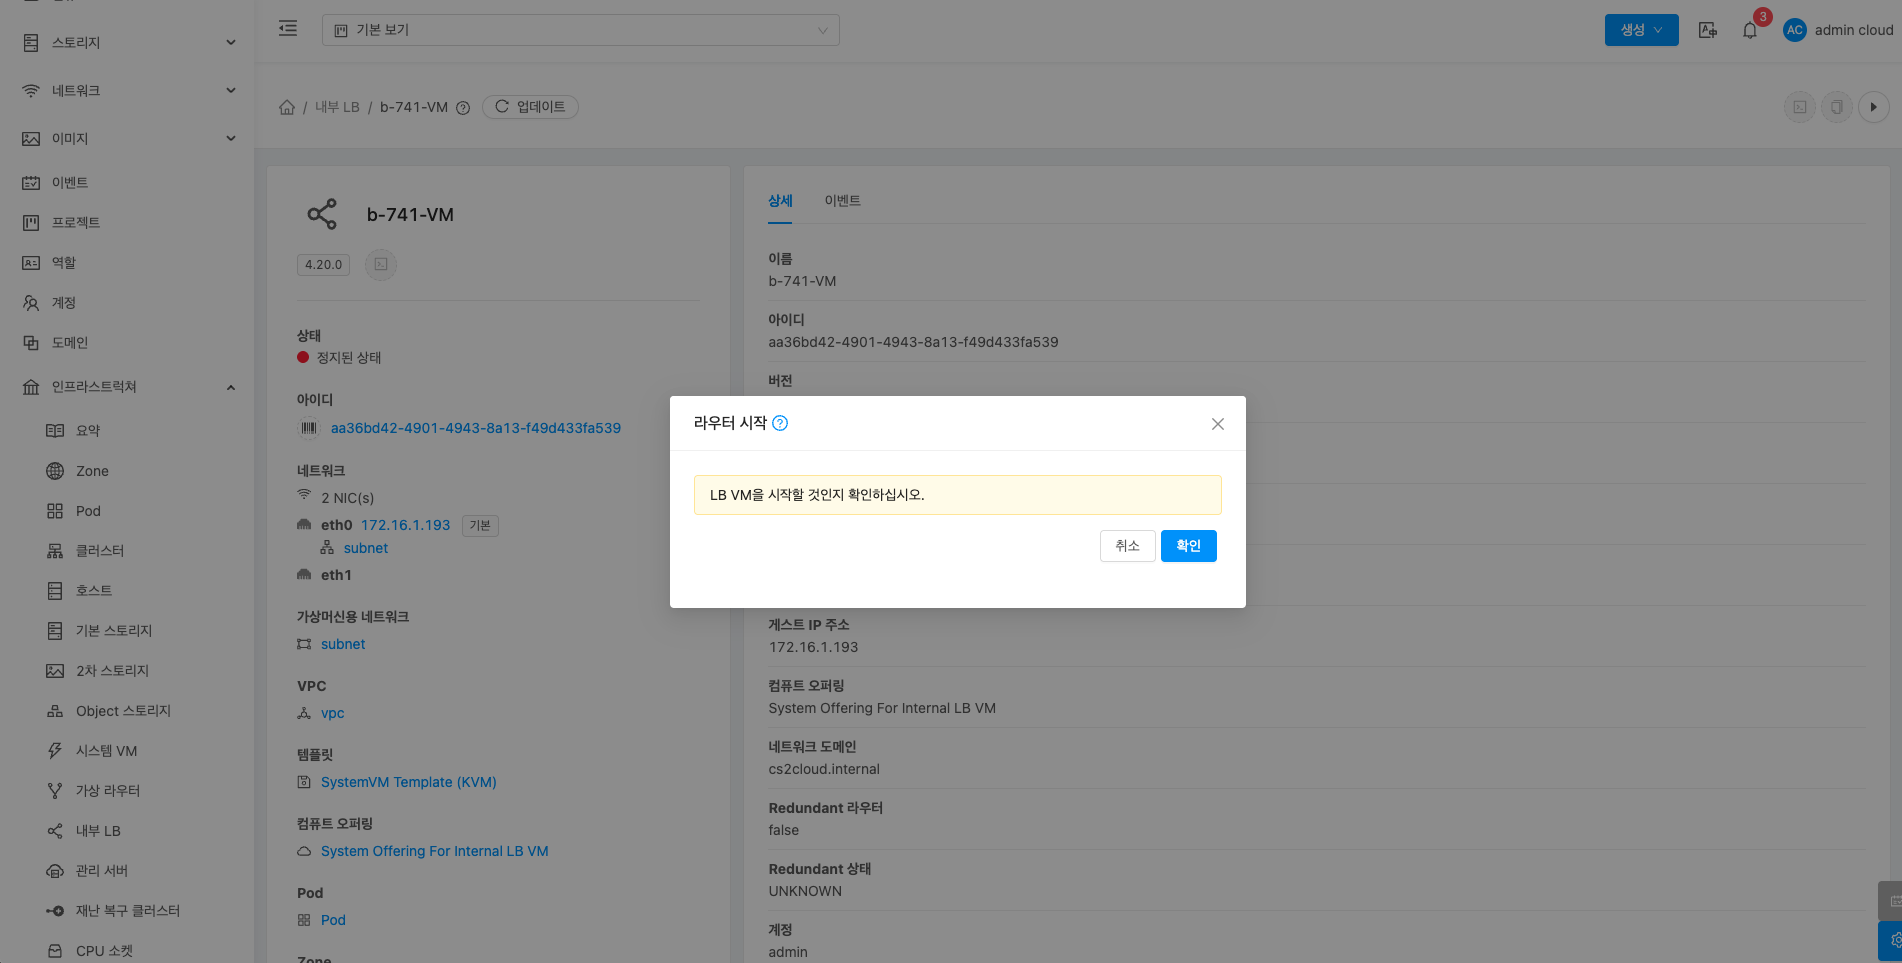 스토리지
네트워크
이미지
이벤트
프로젝트
역할
계정
도메인
인프라스트럭쳐
요약
Zone
Pod
클러스터
호스트
기본 스토리지
2차 스토리지
Object 스토리지
시스템 VM
가상 라우터
내부 LB
관리 서버
재난 복구 클러스터
CPU 소켓
기본 보기
생성
3
AC
admin cloud
/ 내부 LB / b-741-VM
업데이트
b-741-VM
4.20.0
상태
정지된 상태
아이디
aa36bd42-4901-4943-8a13-f49d433fa539
네트워크
2 NIC(s)
eth0 172.16.1.193 기본
subnet
eth1
가상머신용 네트워크
subnet
VPC
vpc
템플릿
SystemVM Template (KVM)
컴퓨트 오퍼링
System Offering For Internal LB VM
Pod
Pod
Zone
상세 이벤트
이름
b-741-VM
아이디
aa36bd42-4901-4943-8a13-f49d433fa539
버전
라우터 시작
LB VM을 시작할 것인지 확인하십시오.
취소 확인
게스트 IP 주소
172.16.1.193
컴퓨트 오퍼링
System Offering For Internal LB VM
네트워크 도메인
cs2cloud.internal
Redundant 라우터
false
Redundant 상태
UNKNOWN
계정
admin